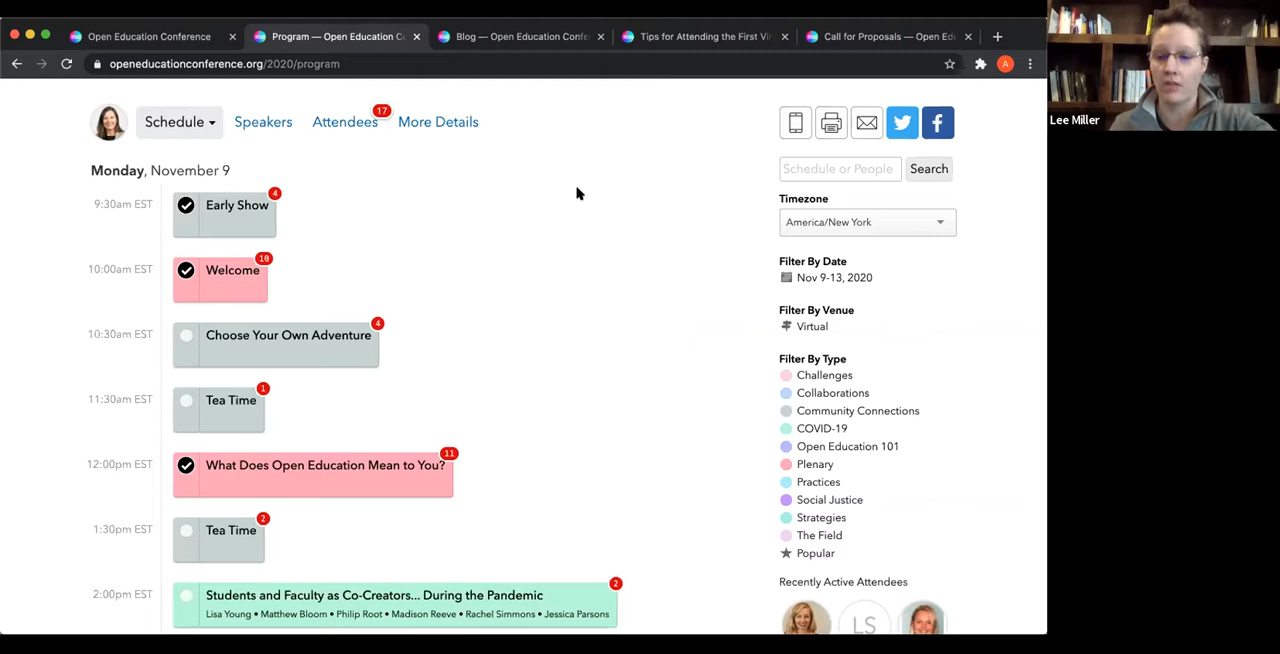 Open Education Conference
Program — Open Education C
Blog — Open Education Confe
Tips for Attending the First Vi
Call for Proposals — Open Ed
openeducationconference.org/2020/program
A
Schedule
Speakers
Attendees
17
More Details
Monday, November 9
9:30am EST
Early Show
4
10:00am EST
Welcome
10
10:30am EST
Choose Your Own Adventure
4
11:30am EST
Tea Time
1
12:00pm EST
What Does Open Education Mean to You?
11
1:30pm EST
Tea Time
2
2:00pm EST
Students and Faculty as Co-Creators... During the Pandemic
2
Lisa Young • Matthew Bloom • Philip Root • Madison Reeve • Rachel Simmons • Jessica Parsons
Schedule or People
Search
Timezone
America/New York
Filter By Date
Nov 9-13, 2020
Filter By Venue
Virtual
Filter By Type
Challenges
Collaborations
Community Connections
COVID-19
Open Education 101
Plenary
Practices
Social Justice
Strategies
The Field
Popular
Recently Active Attendees
LS
Lee Miller